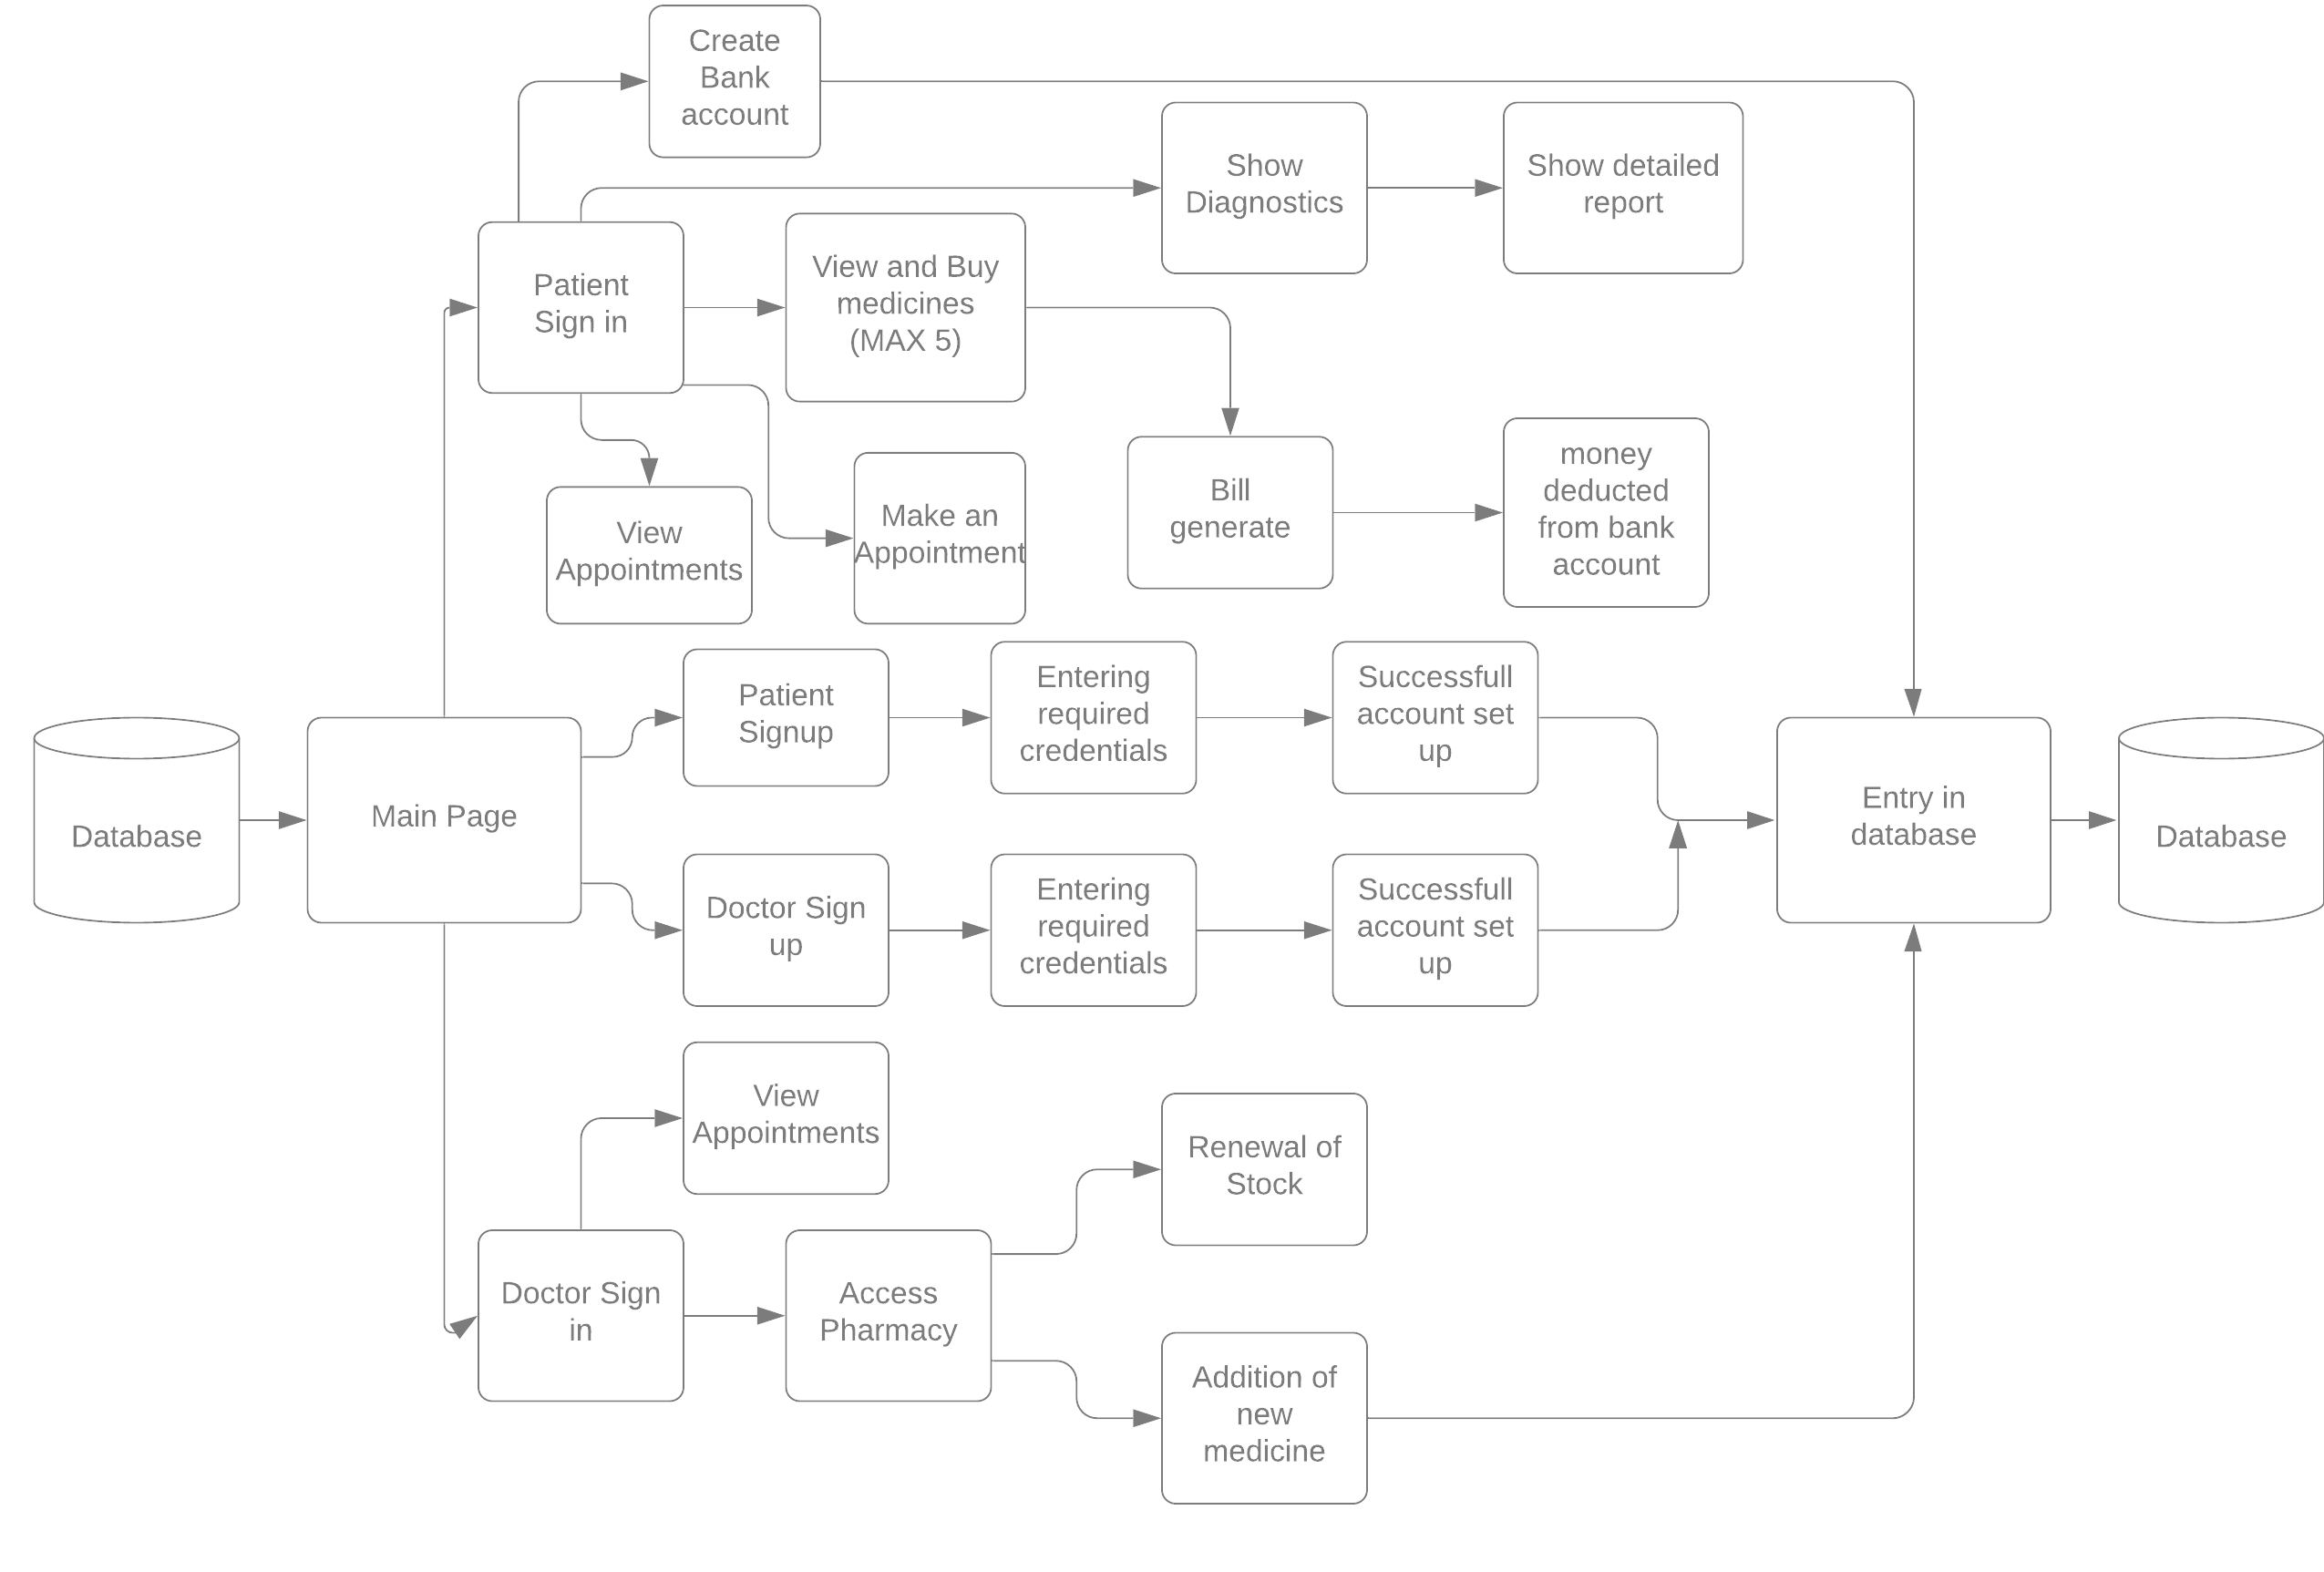 Create
Bank
account
Show
Diagnostics
Show detailed
report
Patient
Sign in
View and Buy
medicines
(MAX 5)
View
Appointments
Make an
Appointment
Bill
generate
money
deducted
from bank
account
Patient
Signup
Entering
required
credentials
Successfull
account set
up
Database
Main Page
Entry in
database
Database
Doctor Sign
up
Entering
required
credentials
Successfull
account set
up
View
Appointments
Renewal of
Stock
Doctor Sign
in
Access
Pharmacy
Addition of
new
medicine